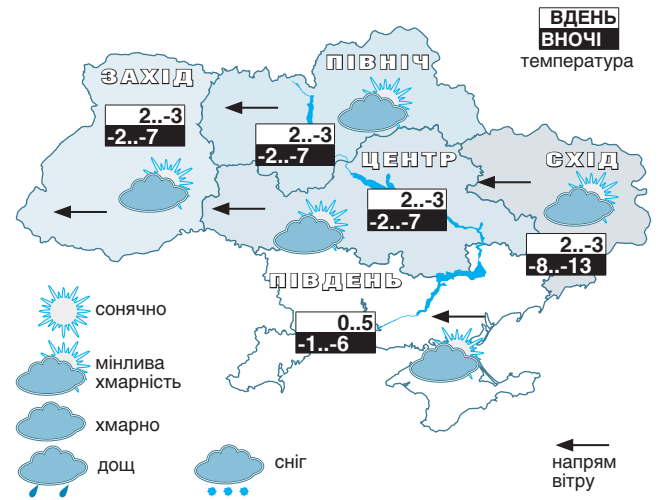 ВДЕНЬ
ВНОЧІ
температура
ПІВНІЧ
ЗАХІД
2..-3
-2..-7
2..-3
-2..-7
ЦЕНТР
СХІД
2..-3
-2..-7
2..-3
-8..-13
ПІВДЕНЬ
0..5
-1..-6
сонячно
мінлива
хмарність
хмарно
дощ
сніг
напрям
вітру